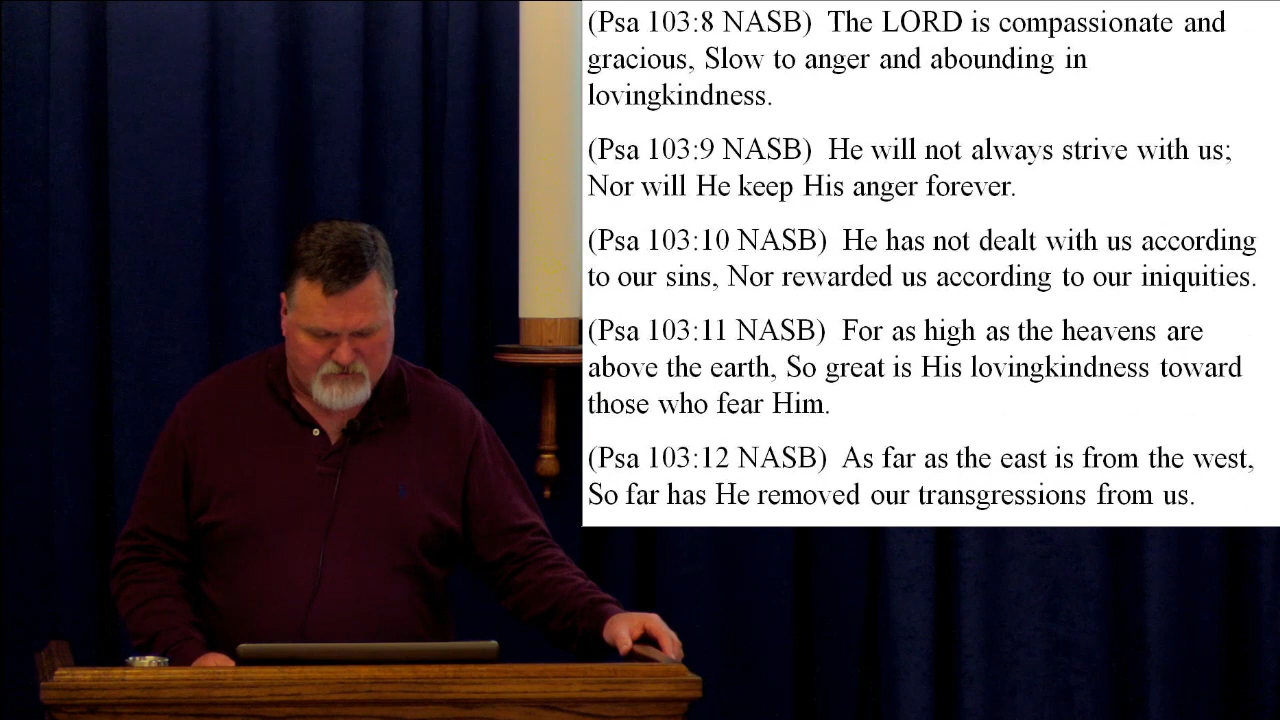 (Psa 103:8 NASB)  The LORD is compassionate and
gracious, Slow to anger and abounding in
lovingkindness.
(Psa 103:9 NASB)  He will not always strive with us;
Nor will He keep His anger forever.
(Psa 103:10 NASB)  He has not dealt with us according
to our sins, Nor rewarded us according to our iniquities.
(Psa 103:11 NASB)  For as high as the heavens are
above the earth, So great is His lovingkindness toward
those who fear Him.
(Psa 103:12 NASB)  As far as the east is from the west,
So far has He removed our transgressions from us.